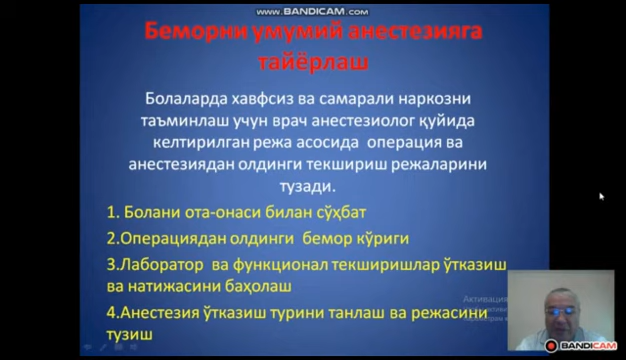 www.BANDICAM.com
Беморни умумий анестезияга
тайёрлаш
Болаларда хавфсиз ва самарали наркозни
таъминлаш учун врач анестезиолог қуйида
келтирилган режа асосида операция ва
анестезиядан олдинги текшириш режаларини
тузади.
1. Болани ота-онаси билан сўҳбат
2.Операциядан олдинги бемор кўриги
3.Лаборатор ва функционал текширишлар ўтказиш
ва натижасини баҳолаш
4.Анестезия ўтказиш турини танлаш ва режасини
тузиш
Активация
BANDICAM